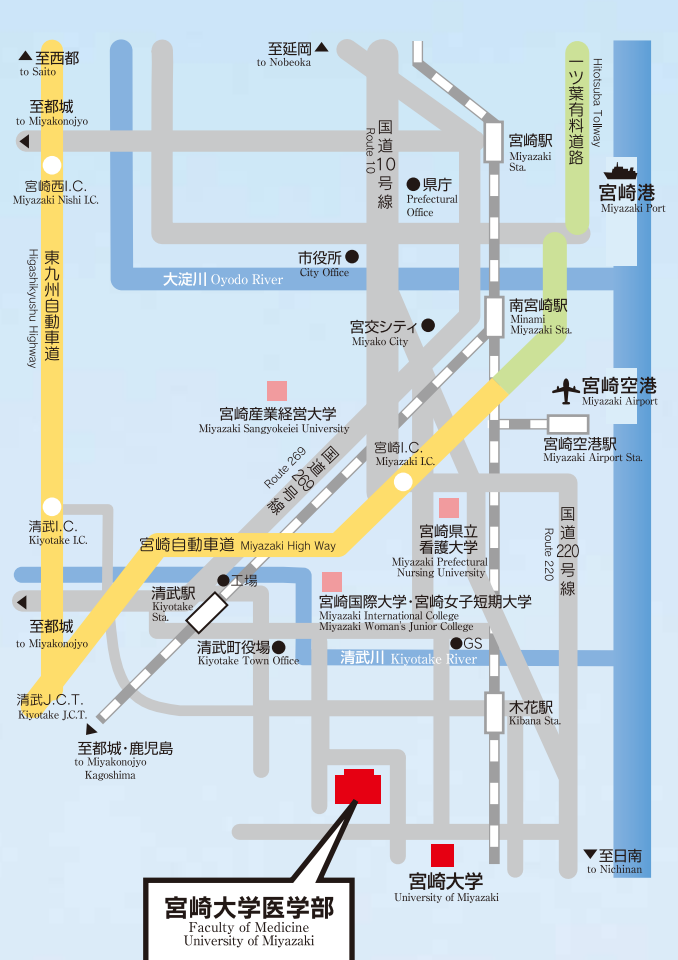 至西都
to Saito
至延岡
to Nobeoka
至都城
to Miyakonojyo
国道10号線
Route 10
一ツ葉有料道路
Hitotsuba Tollway
宮崎駅
Miyazaki
Sta.
宮崎西I.C.
Miyazaki Nishi I.C.
県庁
Prefectural
Office
宮崎港
Miyazaki Port
東九州自動車道
Higashikyushu Highway
市役所
City Office
大淀川 Oyodo River
南宮崎駅
Minami
Miyazaki Sta.
宮交シティ
Miyako City
宮崎空港
Miyazaki Airport
宮崎産業経営大学
Miyazaki Sangyokeiei University
宮崎空港駅
Miyazaki Airport Sta.
宮崎I.C.
Miyazaki I.C.
国道269号線
Route 269
清武I.C.
Kiyotake I.C.
宮崎自動車道 Miyazaki High Way
宮崎県立
看護大学
Miyazaki Prefectural
Nursing University
国道220号線
Route 220
工場
清武駅
Kiyotake
Sta.
宮崎国際大学・宮崎女子短期大学
Miyazaki International College
Miyazaki Woman's Junior College
至都城
to Miyakonojyo
清武町役場
Kiyotake Town Office
GS
清武川 Kiyotake River
清武J.C.T.
Kiyotake J.C.T.
木花駅
Kibana Sta.
至都城・鹿児島
to Miyakonojyo
Kagoshima
至日南
to Nichinan
宮崎大学
University of Miyazaki
宮崎大学医学部
Faculty of Medicine
University of Miyazaki